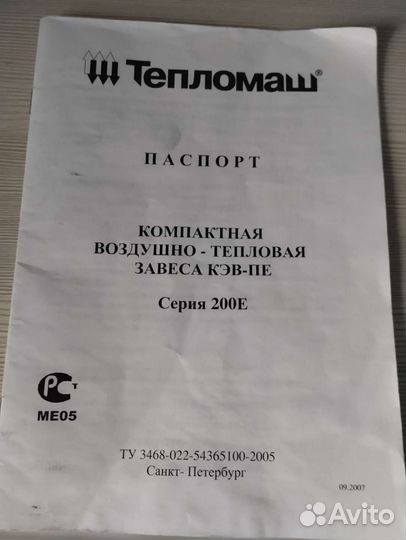 Тепломаш®
ПАСПОРТ
КОМПАКТНАЯ
ВОЗДУШНО - ТЕПЛОВАЯ
ЗАВЕСА КЭВ-ПЕ
Серия 200Е
РСТ
МЕ05
ТУ 3468-022-54365100-2005
Санкт- Петербург
09.2007
Avito